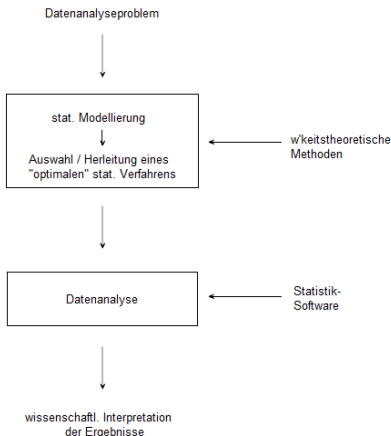 Datenanalyseproblem
stat. Modellierung
Auswahl / Herleitung eines
"optimalen" stat. Verfahrens
w'keitstheoretische
Methoden
Datenanalyse
Statistik-
Software
wissenschaftl. Interpretation
der Ergebnisse